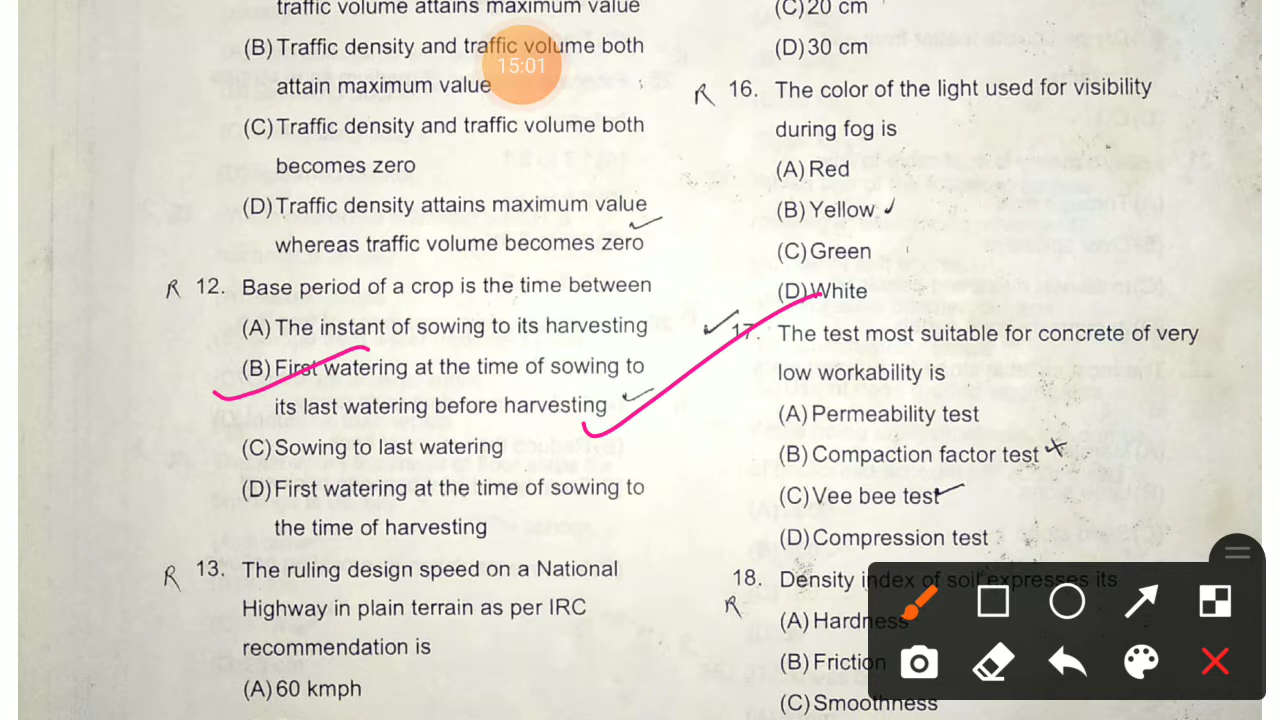 traffic volume attains maximum value
(B) Traffic density and traffic volume both
attain maximum value
15:01
(C) Traffic density and traffic volume both
becomes zero
(D) Traffic density attains maximum value
whereas traffic volume becomes zero
R 12. Base period of a crop is the time between
(A) The instant of sowing to its harvesting
(B) First watering at the time of sowing to
its last watering before harvesting
(C) Sowing to last watering
(D) First watering at the time of sowing to
the time of harvesting
R 13. The ruling design speed on a National
Highway in plain terrain as per IRC
recommendation is
(A) 60 kmph
(C) 20 cm
(D) 30 cm
R 16. The color of the light used for visibility
during fog is
(A) Red
(B) Yellow
(C) Green
(D) White
17. The test most suitable for concrete of very
low workability is
(A) Permeability test
(B) Compaction factor test
(C) Vee bee test
(D) Compression test
18. Density index of soil expresses its
R
(A) Hardness
(B) Friction
(C) Smoothness